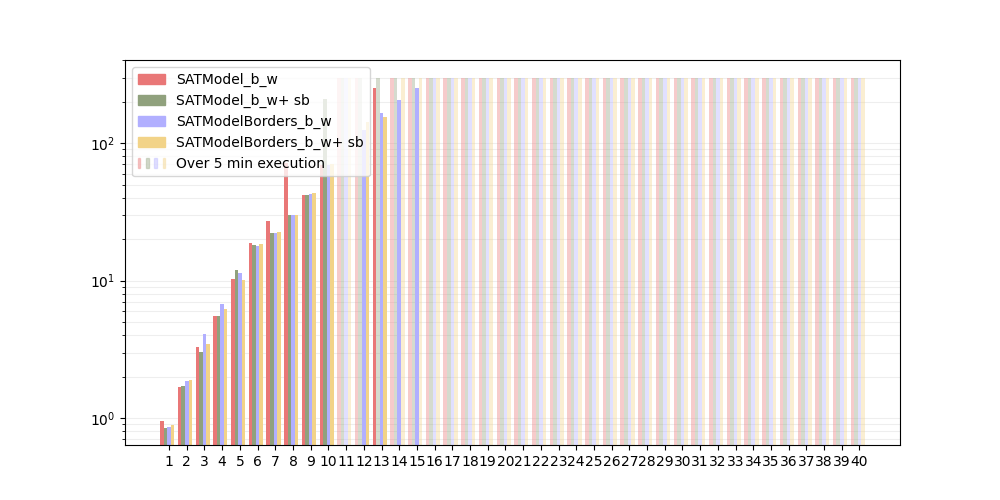 SATModel_b_w
SATModel_b_w+ sb
SATModelBorders_b_w
SATModelBorders_b_w+ sb
Over 5 min execution
10²
10¹
10⁰
1 2 3 4 5 6 7 8 9 10 11 12 13 14 15 16 17 18 19 20 21 22 23 24 25 26 27 28 29 30 31 32 33 34 35 36 37 38 39 40